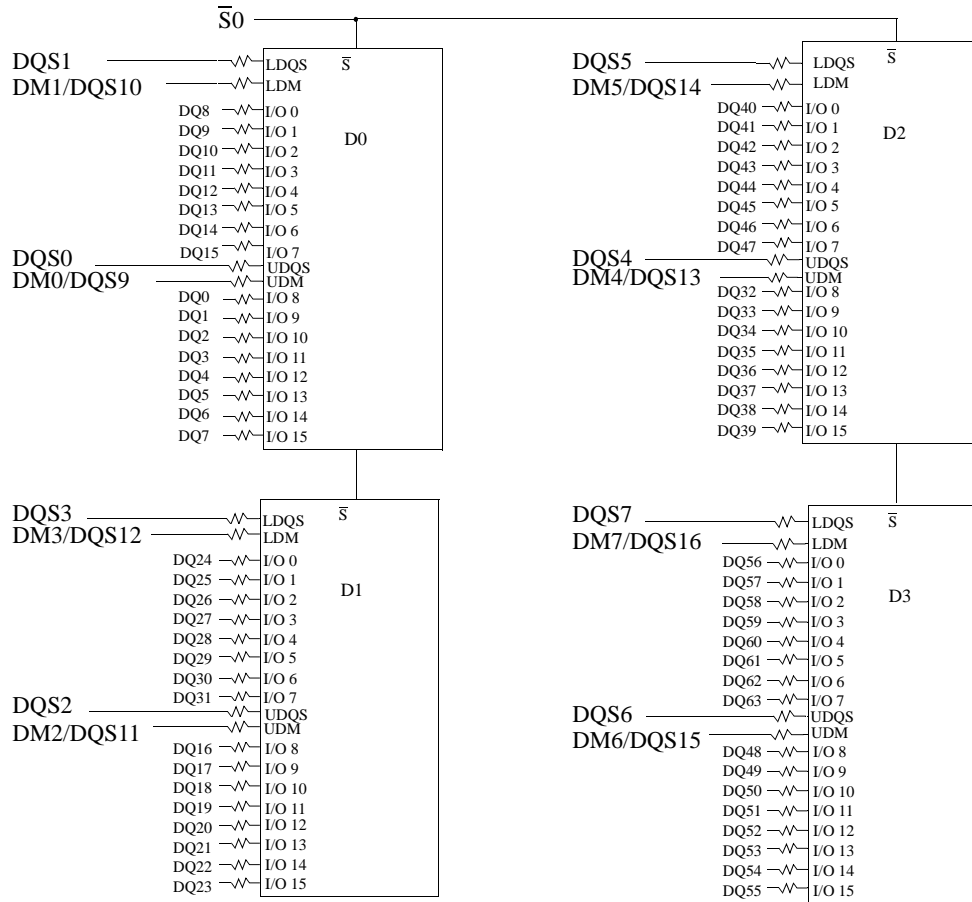 S̅0
DQS1 LDQS S̅
DM1/DQS10 LDM
DQ8 I/O 0
DQ9 I/O 1
D0
DQ10 I/O 2
DQ11 I/O 3
DQ12 I/O 4
DQ13 I/O 5
DQ14 I/O 6
DQ15 I/O 7
DQS0 UDQS
DM0/DQS9 UDM
DQ0 I/O 8
DQ1 I/O 9
DQ2 I/O 10
DQ3 I/O 11
DQ4 I/O 12
DQ5 I/O 13
DQ6 I/O 14
DQ7 I/O 15
DQS3 LDQS S̅
DM3/DQS12 LDM
DQ24 I/O 0
DQ25 I/O 1
D1
DQ26 I/O 2
DQ27 I/O 3
DQ28 I/O 4
DQ29 I/O 5
DQ30 I/O 6
DQ31 I/O 7
DQS2 UDQS
DM2/DQS11 UDM
DQ16 I/O 8
DQ17 I/O 9
DQ18 I/O 10
DQ19 I/O 11
DQ20 I/O 12
DQ21 I/O 13
DQ22 I/O 14
DQ23 I/O 15
DQS5 LDQS S̅
DM5/DQS14 LDM
DQ40 I/O 0
DQ41 I/O 1
D2
DQ42 I/O 2
DQ43 I/O 3
DQ44 I/O 4
DQ45 I/O 5
DQ46 I/O 6
DQ47 I/O 7
DQS4 UDQS
DM4/DQS13 UDM
DQ32 I/O 8
DQ33 I/O 9
DQ34 I/O 10
DQ35 I/O 11
DQ36 I/O 12
DQ37 I/O 13
DQ38 I/O 14
DQ39 I/O 15
DQS7 LDQS S̅
DM7/DQS16 LDM
DQ56 I/O 0
DQ57 I/O 1
DQ58 I/O 2
D3
DQ59 I/O 3
DQ60 I/O 4
DQ61 I/O 5
DQ62 I/O 6
DQ63 I/O 7
DQS6 UDQS
DM6/DQS15 UDM
DQ48 I/O 8
DQ49 I/O 9
DQ50 I/O 10
DQ51 I/O 11
DQ52 I/O 12
DQ53 I/O 13
DQ54 I/O 14
DQ55 I/O 15